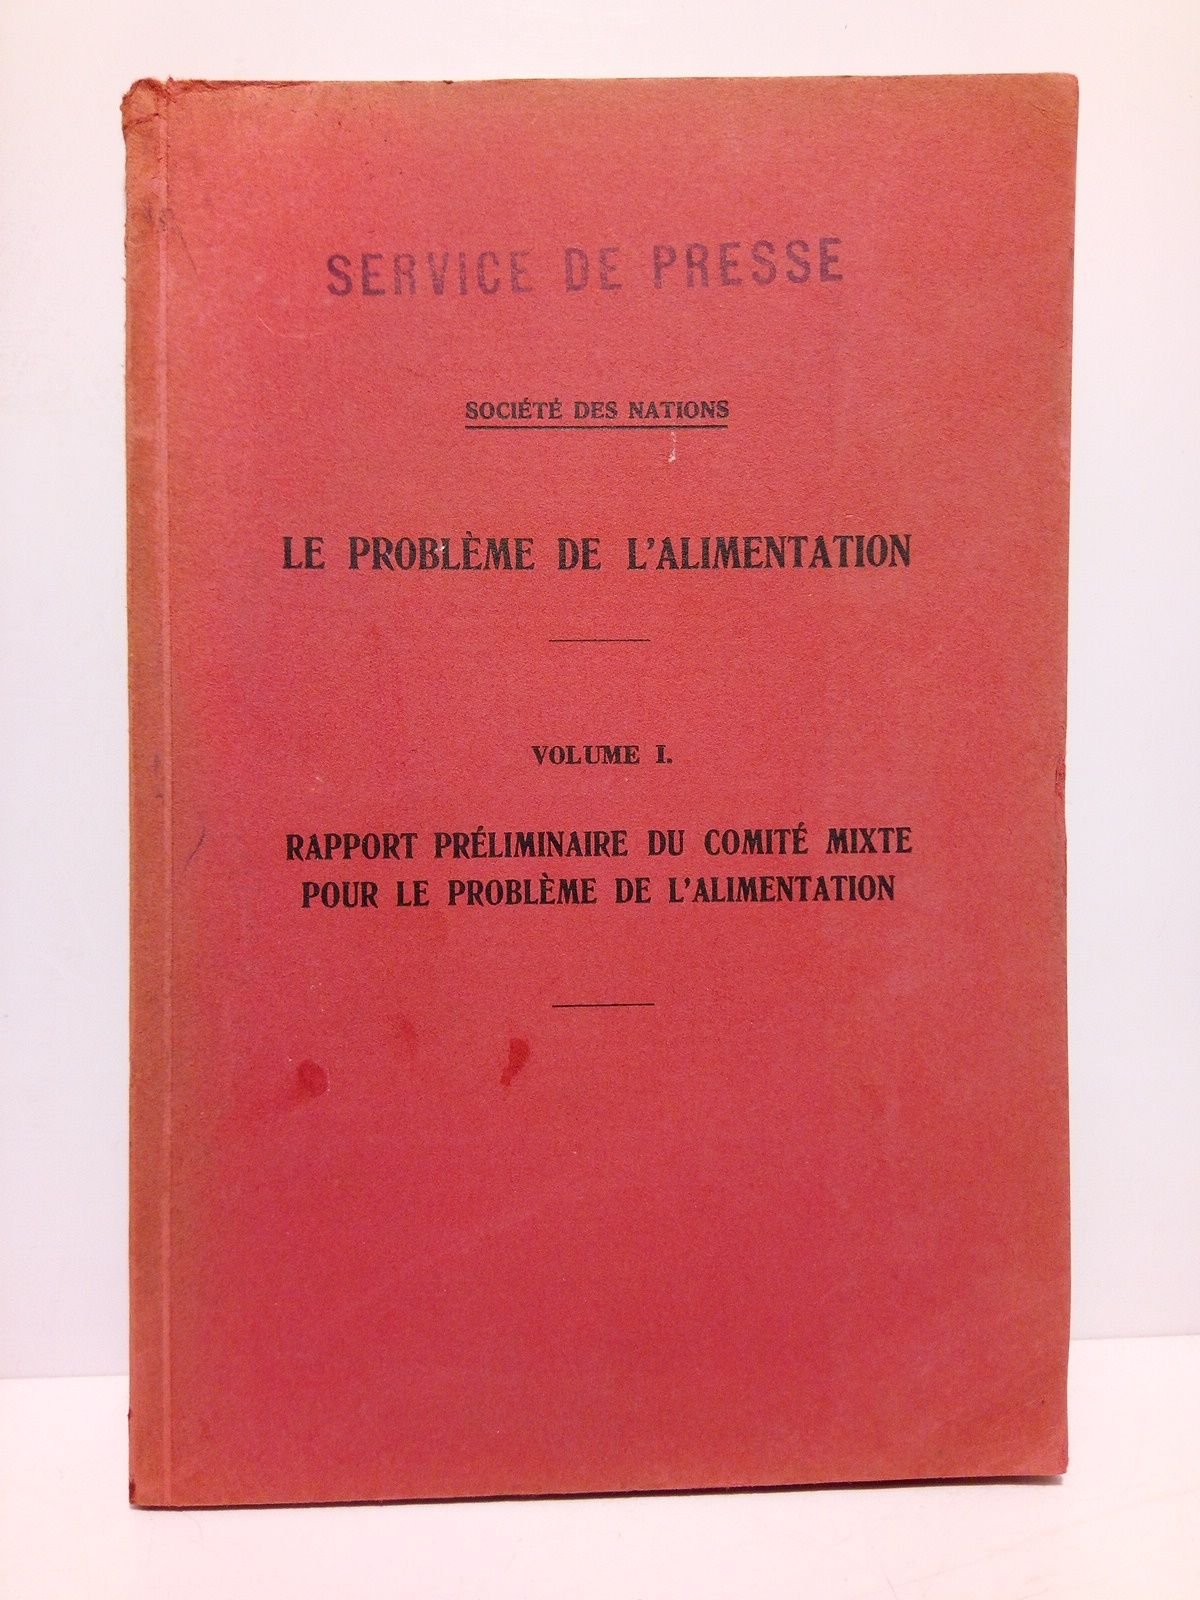 SERVICE DE PRESSE
SOCIÉTÉ DES NATIONS
LE PROBLÈME DE L'ALIMENTATION
VOLUME I.
RAPPORT PRÉLIMINAIRE DU COMITÉ MIXTE
POUR LE PROBLÈME DE L'ALIMENTATION